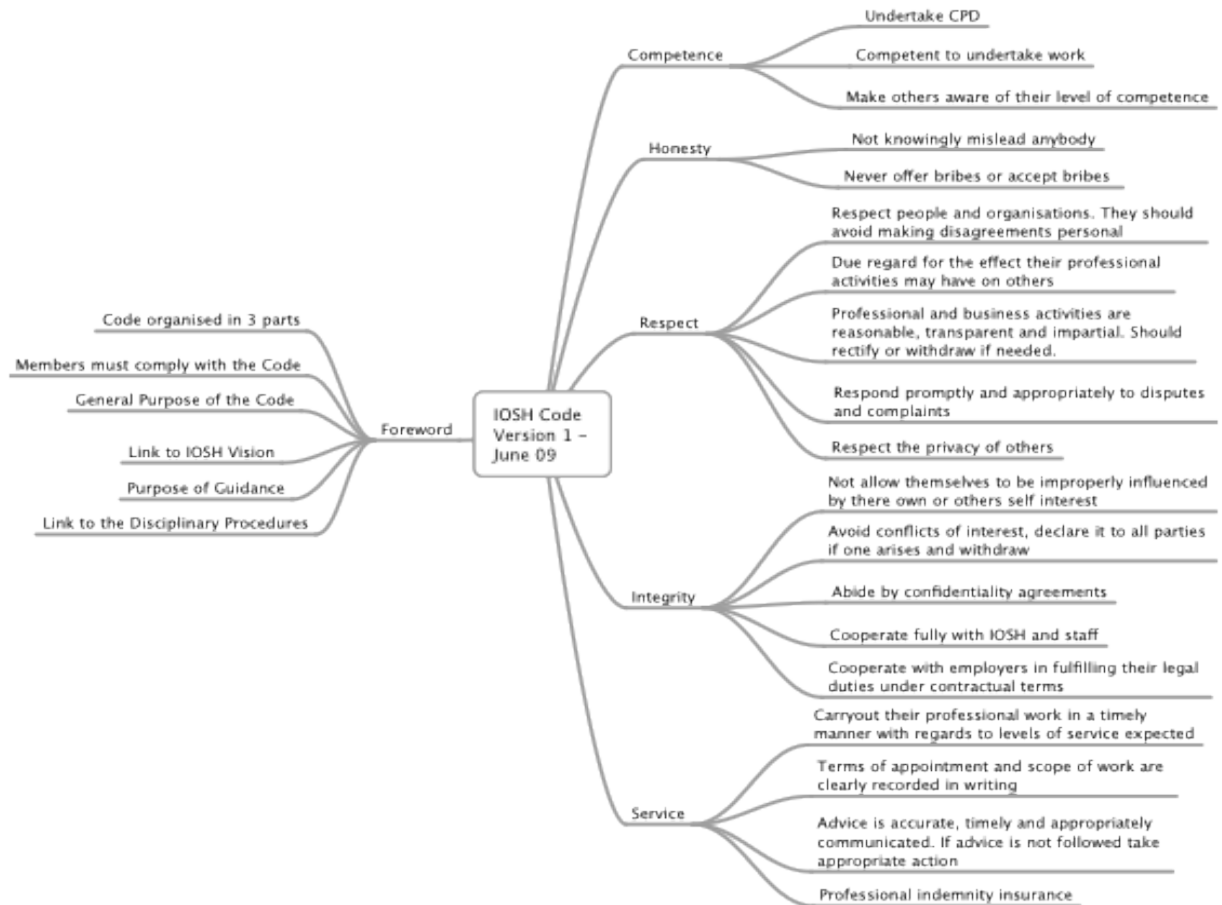 Undertake CPD
Competence
Competent to undertake work
Make others aware of their level of competence
Honesty
Not knowingly mislead anybody
Never offer bribes or accept bribes
Respect
Respect people and organisations. They should
avoid making disagreements personal
Due regard for the effect their professional
activities may have on others
Professional and business activities are
reasonable, transparent and impartial. Should
rectify or withdraw if needed.
Respond promptly and appropriately to disputes
and complaints
Respect the privacy of others
Code organised in 3 parts
Members must comply with the Code
General Purpose of the Code
Foreword
Link to IOSH Vision
Purpose of Guidance
Link to the Disciplinary Procedures
IOSH Code
Version 1 –
June 09
Integrity
Not allow themselves to be improperly influenced
by there own or others self interest
Avoid conflicts of interest, declare it to all parties
if one arises and withdraw
Abide by confidentiality agreements
Cooperate fully with IOSH and staff
Cooperate with employers in fulfilling their legal
duties under contractual terms
Service
Carryout their professional work in a timely
manner with regards to levels of service expected
Terms of appointment and scope of work are
clearly recorded in writing
Advice is accurate, timely and appropriately
communicated. If advice is not followed take
appropriate action
Professional indemnity insurance